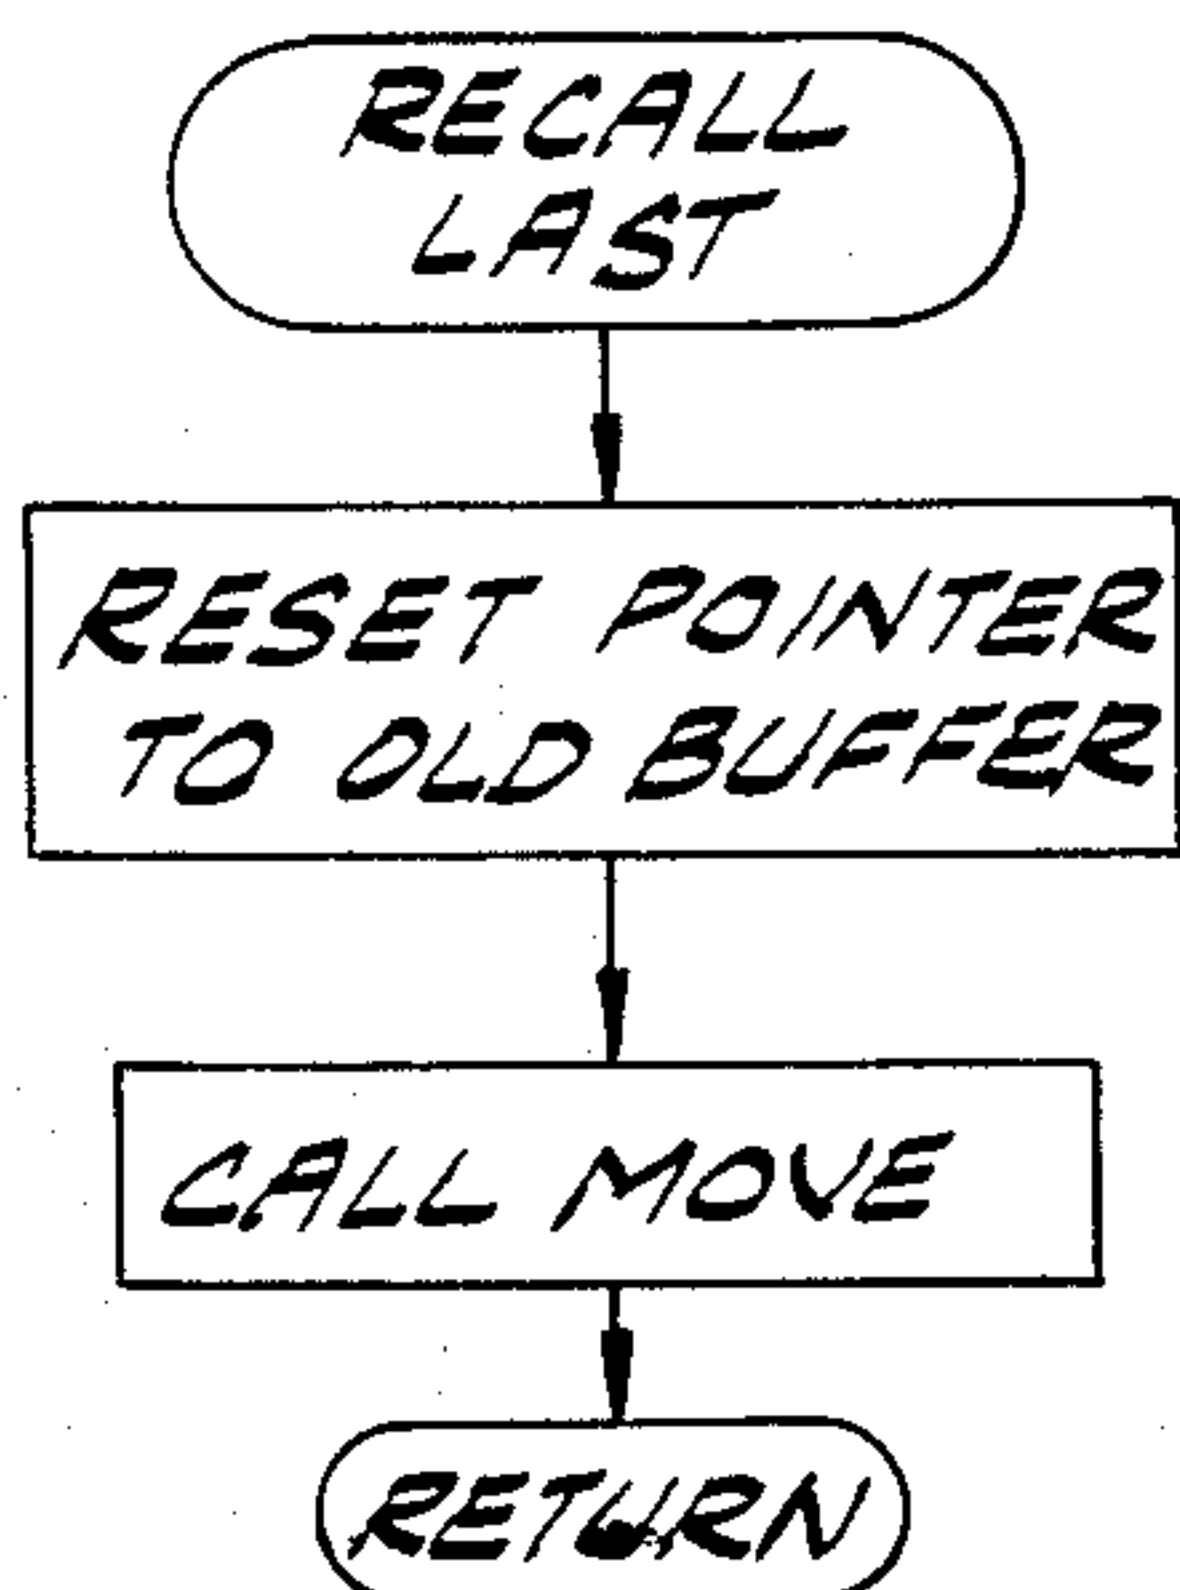 RECALL
LAST
RESET POINTER
TO OLD BUFFER
CALL MOVE
RETURN